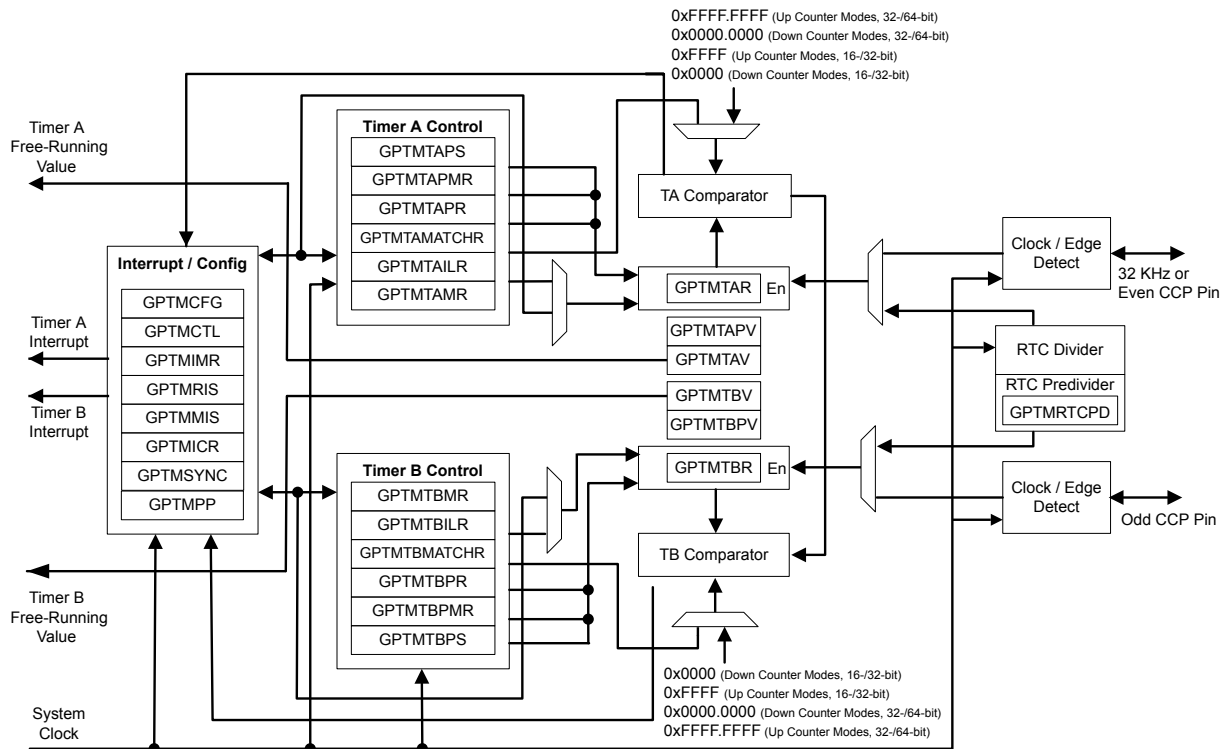 0xFFFF.FFFF (Up Counter Modes, 32-/64-bit)
0x0000.0000 (Down Counter Modes, 32-/64-bit)
0xFFFF (Up Counter Modes, 16-/32-bit)
0x0000 (Down Counter Modes, 16-/32-bit)
Timer A
Free-Running
Value
Timer A Control
GPTMTAPS
GPTMTAPMR
GPTMTAPR
GPTMTAMATCHR
GPTMTAILR
GPTMTAMR
TA Comparator
GPTMTAR
En
Clock / Edge
Detect
32 KHz or
Even CCP Pin
Interrupt / Config
GPTMCFG
GPTMCTL
GPTMIMR
GPTMRIS
GPTMMIS
GPTMICR
GPTMSYNC
GPTMPP
Timer A
Interrupt
Timer B
Interrupt
GPTMTAPV
GPTMTAV
GPTMTBV
GPTMTBPV
RTC Divider
RTC Predivider
GPTMRTCPD
Timer B Control
GPTMTBMR
GPTMTBILR
GPTMTBMATCHR
GPTMTBPR
GPTMTBPMR
GPTMTBPS
GPTMTBR
En
TB Comparator
Clock / Edge
Detect
Odd CCP Pin
Timer B
Free-Running
Value
0x0000 (Down Counter Modes, 16-/32-bit)
0xFFFF (Up Counter Modes, 16-/32-bit)
0x0000.0000 (Down Counter Modes, 32-/64-bit)
0xFFFF.FFFF (Up Counter Modes, 32-/64-bit)
System
Clock